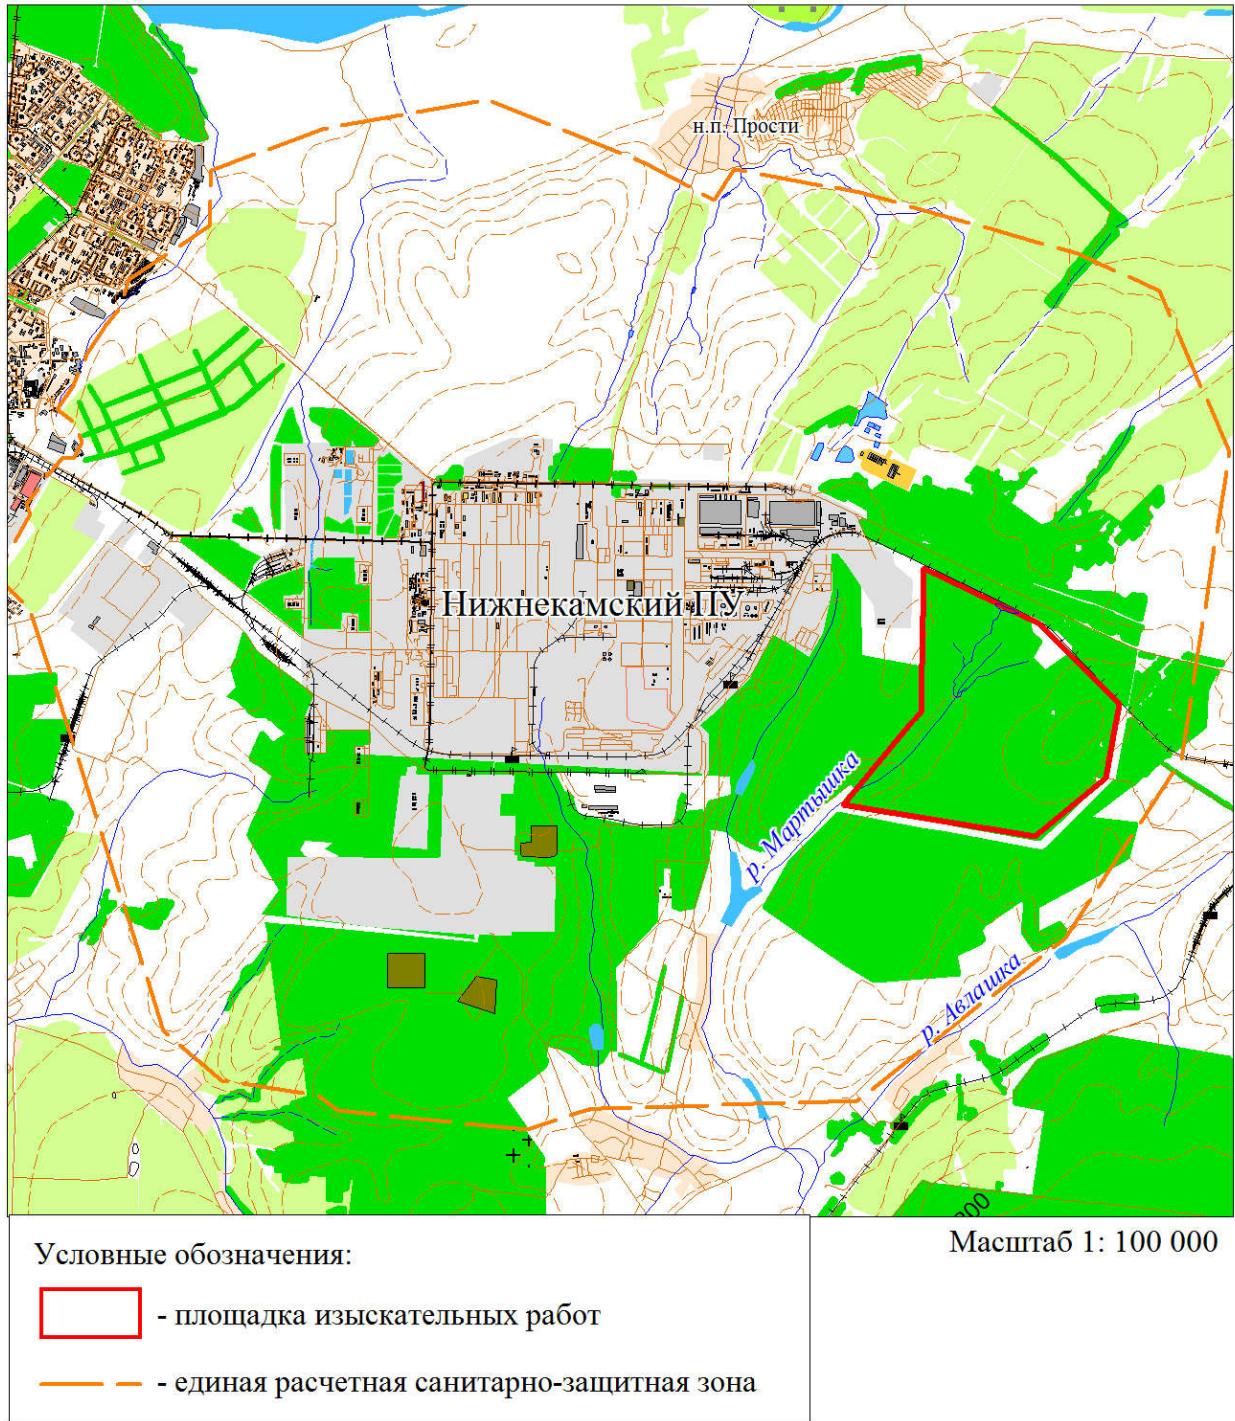 н.п. Прости
Нижнекамский ПУ
р. Мартышка
р. Авлашка
Масштаб 1: 100 000
Условные обозначения:
- площадка изыскательных работ
- единая расчетная санитарно-защитная зона